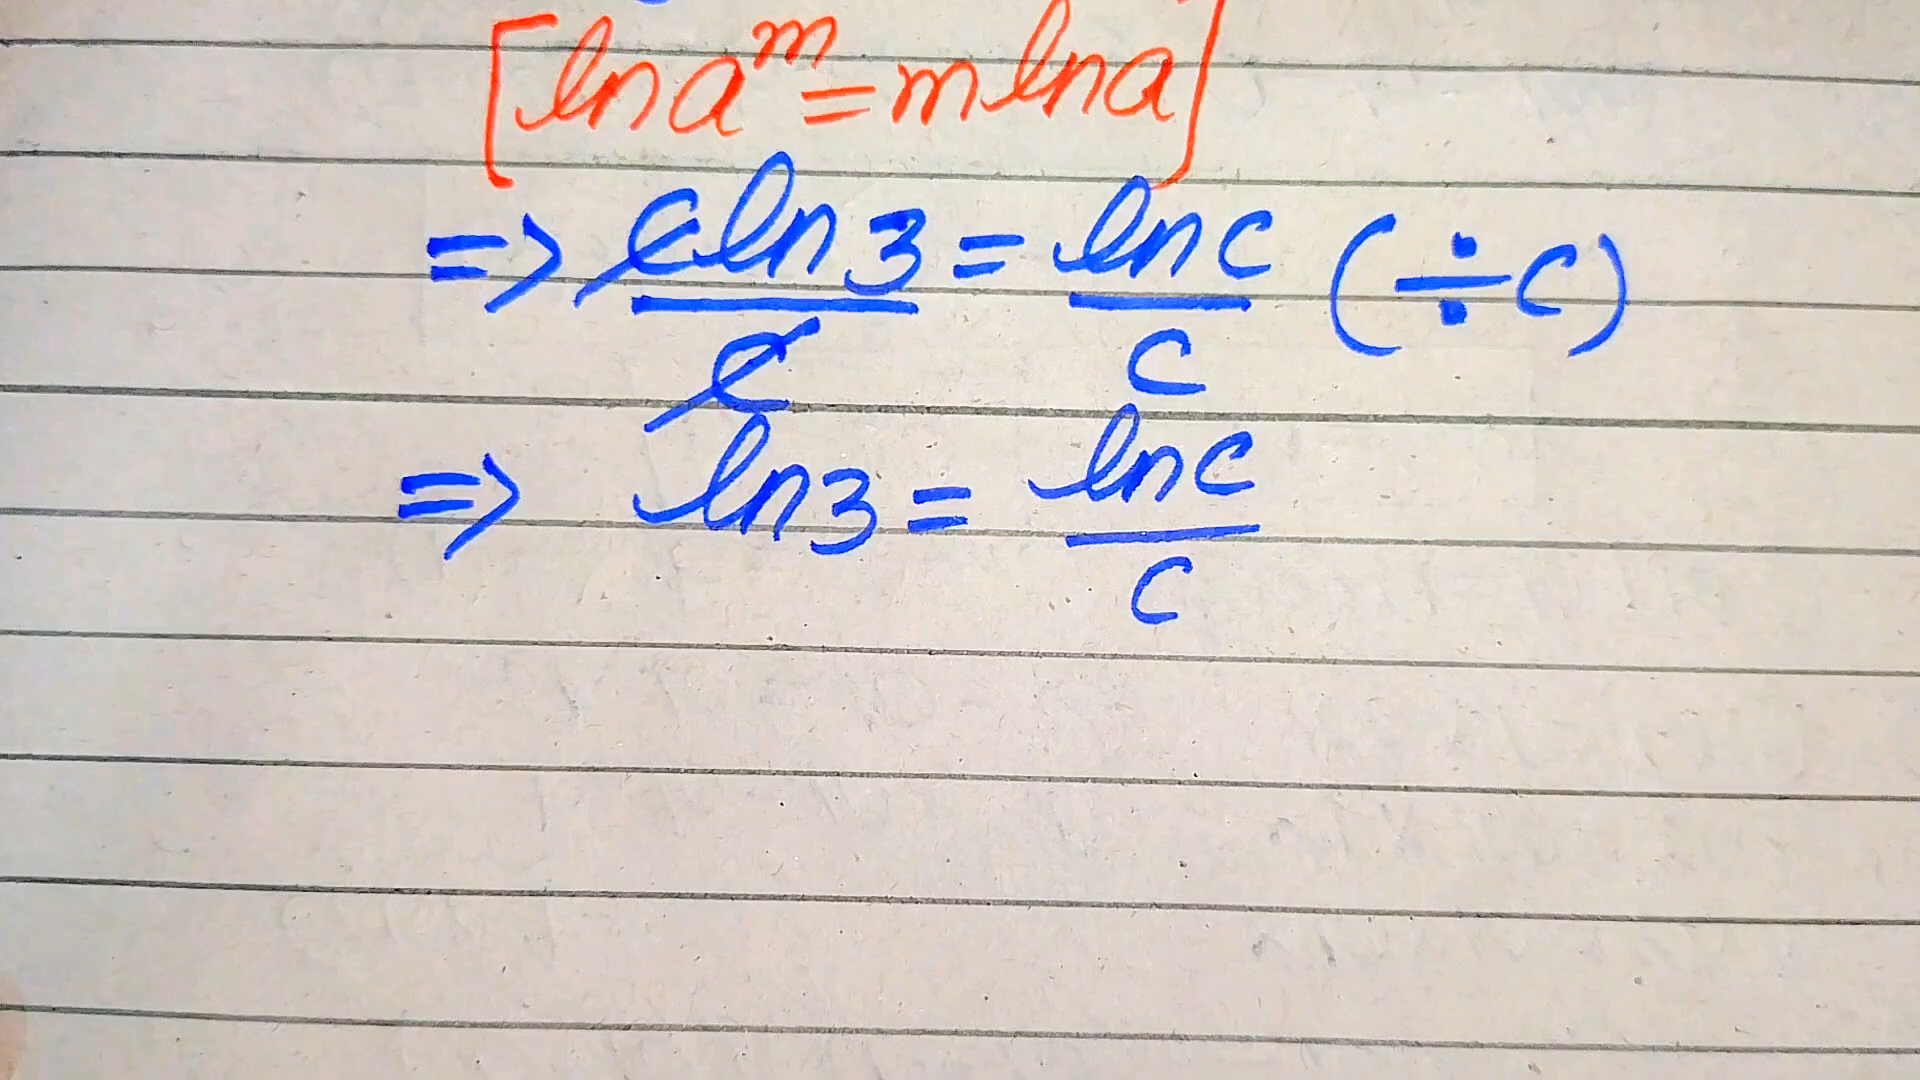 [ln a^m = m ln a]
=> c ln 3 / c = ln c / c (÷ c)
=> ln 3 = ln c / c